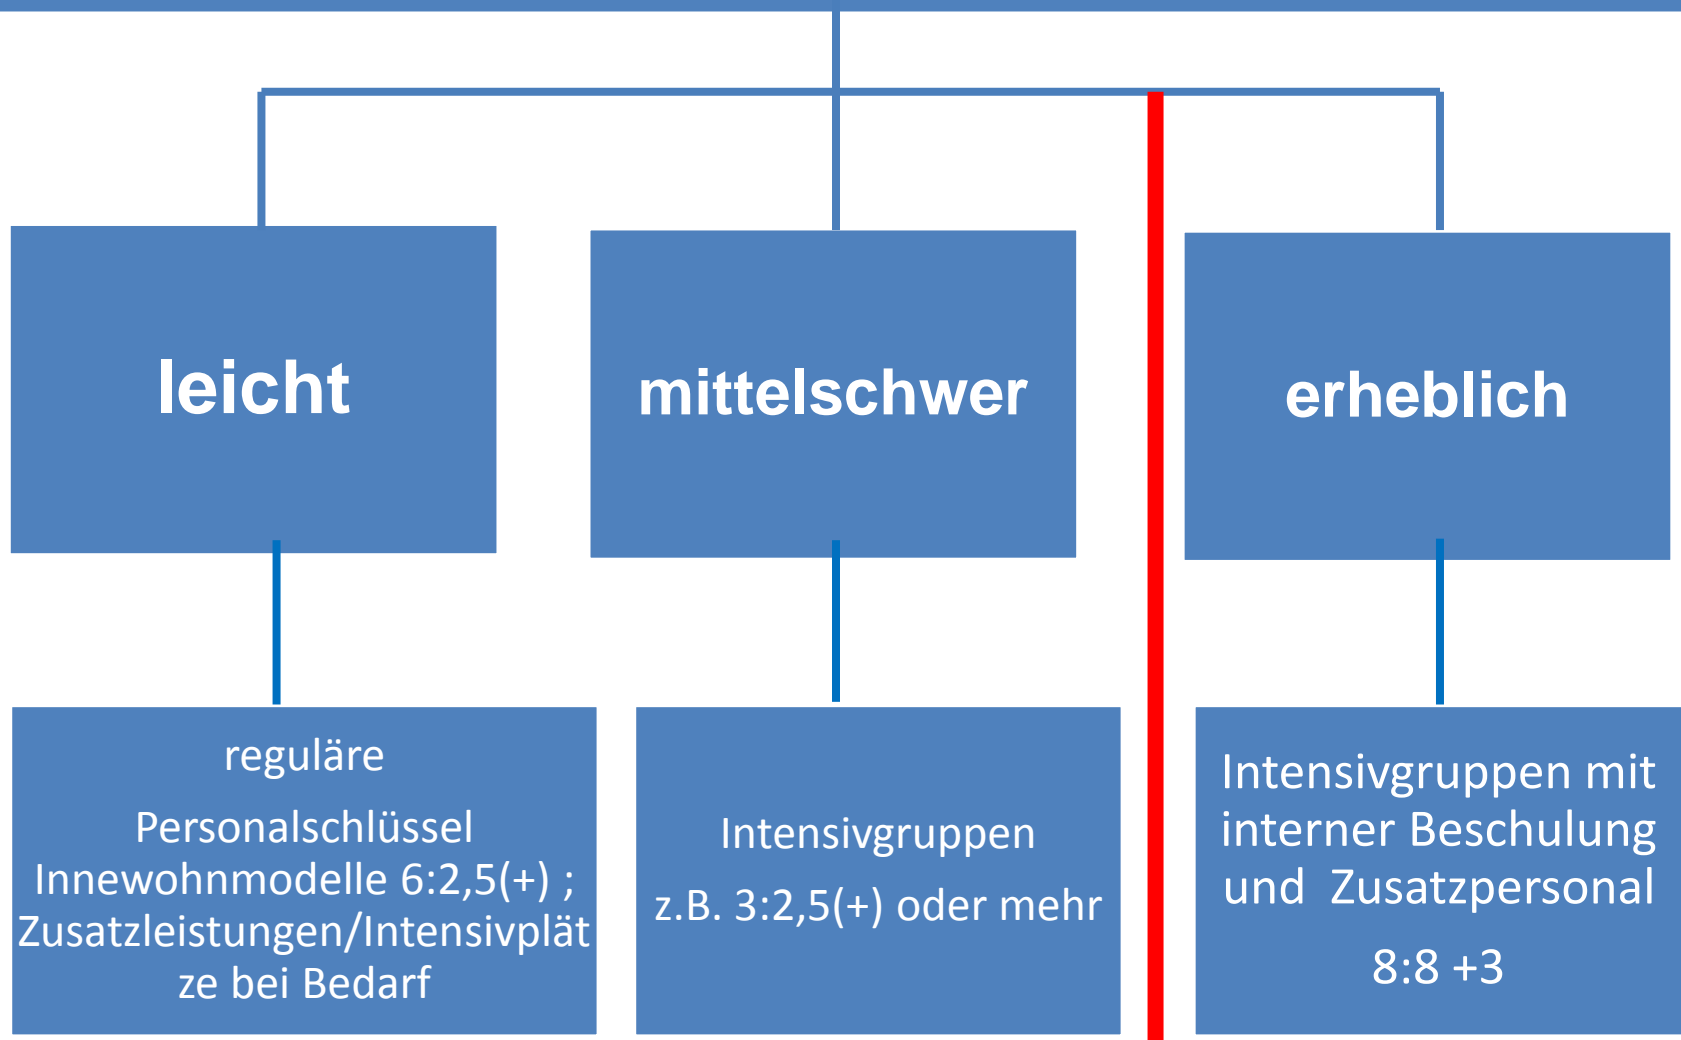 leicht
mittelschwer
erheblich
reguläre
Personalschlüssel
Innewohnmodelle 6:2,5(+) ;
Zusatzleistungen/Intensivplät
ze bei Bedarf
Intensivgruppen
z.B. 3:2,5(+) oder mehr
Intensivgruppen mit
interner Beschulung
und  Zusatzpersonal
8:8 +3